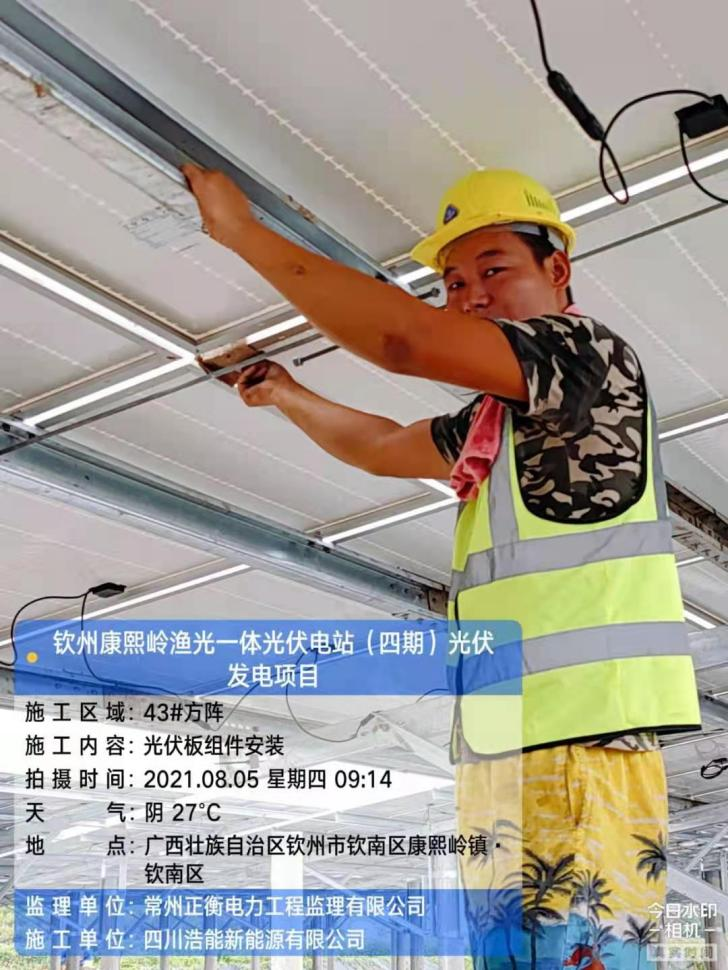 钦州康熙岭渔光一体光伏电站（四期）光伏
发电项目
施工区域：43#方阵
施工内容：光伏板组件安装
拍摄时间：2021.08.05 星期四 09:14
天气：阴 27°C
地点：广西壮族自治区钦州市钦南区康熙岭镇·
钦南区
监理单位：常州正衡电力工程监理有限公司
施工单位：四川浩能新能源有限公司
今日水印
相机